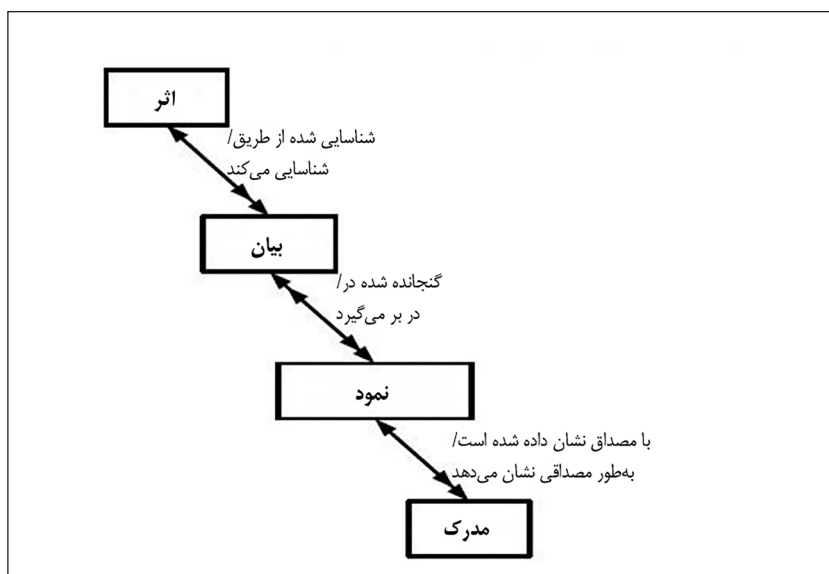 اثر
شناسایی شده از طریق/
شناسایی می‌کند
بیان
گنجانده شده در/
در بر می‌گیرد
نمود
با مصداق نشان داده شده است/
به‌طور مصداقی نشان می‌دهد
مدرک